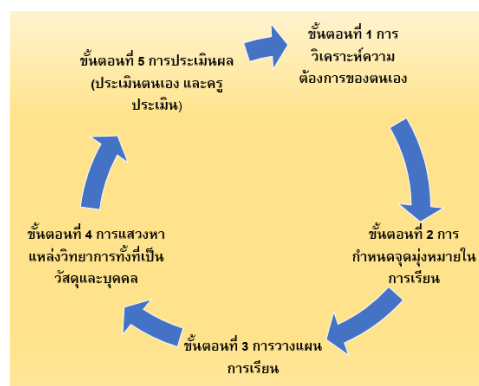 ขั้นตอนที่ 1 การ
วิเคราะห์ความ
ต้องการของตนเอง
ขั้นตอนที่ 2 การ
กำหนดจุดมุ่งหมายใน
การเรียน
ขั้นตอนที่ 3 การวางแผน
การเรียน
ขั้นตอนที่ 4 การแสวงหา
แหล่งวิทยาการทั้งที่เป็น
วัสดุและบุคคล
ขั้นตอนที่ 5 การประเมินผล
(ประเมินตนเอง และครู
ประเมิน)